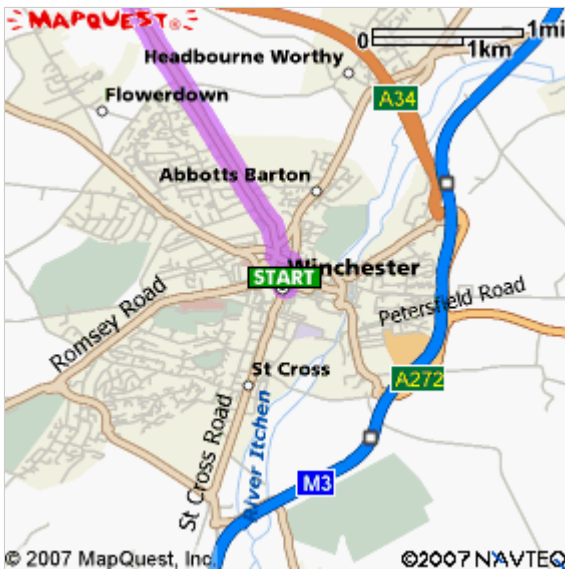 MAPQUEST®
0 1mi
1km
Headbourne Worthy
Flowerdown
A34
Abbotts Barton
Winchester
START
Romsey Road
Petersfield Road
St Cross
A272
St Cross Road
River Itchen
M3
© 2007 MapQuest, Inc.
©2007 NAVTEQ